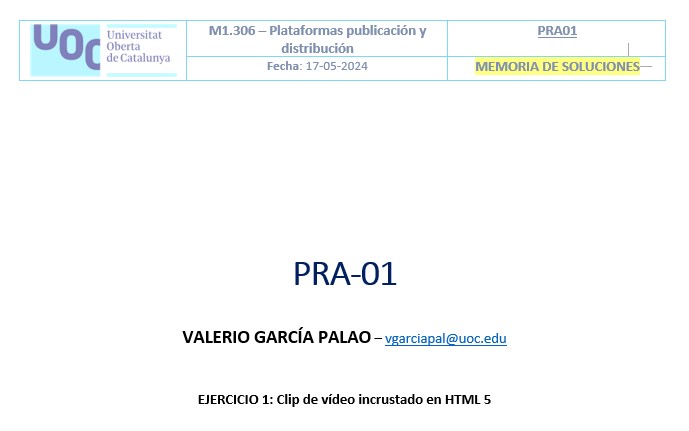 UOC
Universitat
Oberta
de Catalunya
M1.306 – Plataformas publicación y
distribución
PRA01
Fecha: 17-05-2024
MEMORIA DE SOLUCIONES
PRA-01
VALERIO GARCÍA PALAO – vgarciapal@uoc.edu
EJERCICIO 1: Clip de vídeo incrustado en HTML 5